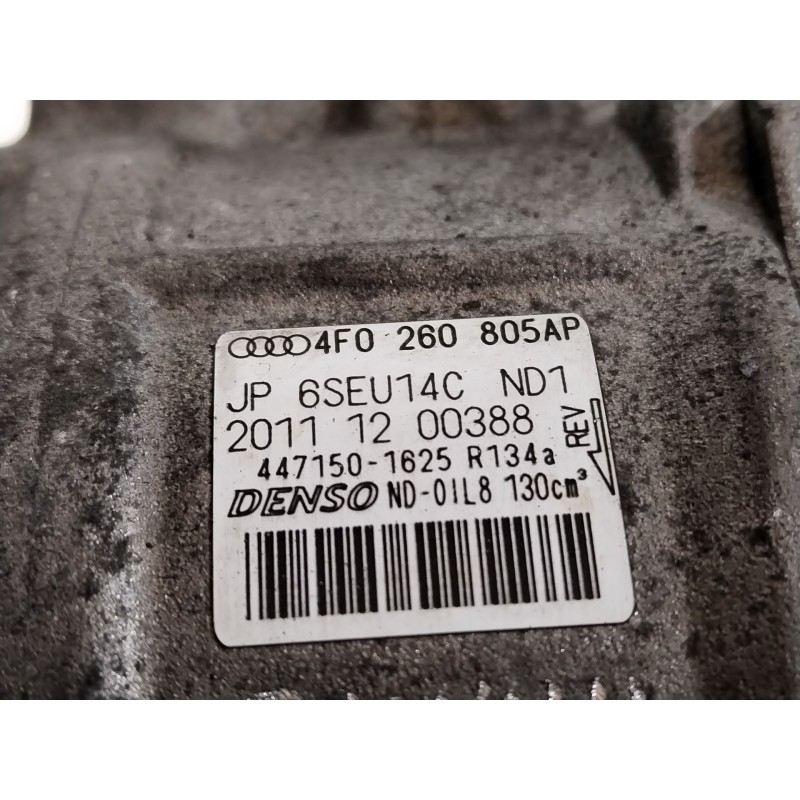 4F0 260 805AP
JP 6SEU14C ND1
2011 12 00388
REV
447150-1625 R134a
DENSO ND-OIL8 130cm³